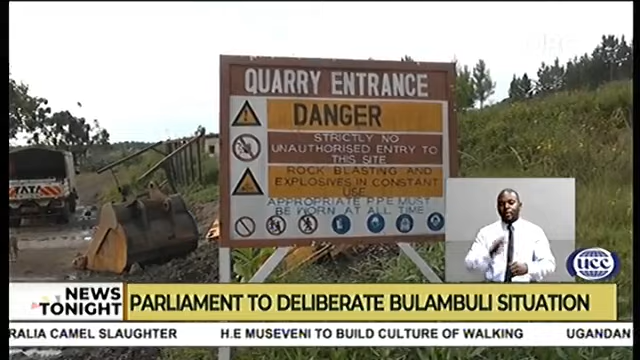 QUARRY ENTRANCE
DANGER
STRICTLY NO
UNAUTHORISED ENTRY TO
THIS SITE
ROCK BLASTING AND
EXPLOSIVES IN CONSTANT
USE
APPROPRIATE P.P.E MUST
BE WORN AT ALL TIME
TATA
ucc
NEWS
TONIGHT
PARLIAMENT TO DELIBERATE BULAMBULI SITUATION
RALIA CAMEL SLAUGHTER H.E MUSEVENI TO BUILD CULTURE OF WALKING UGANDAN